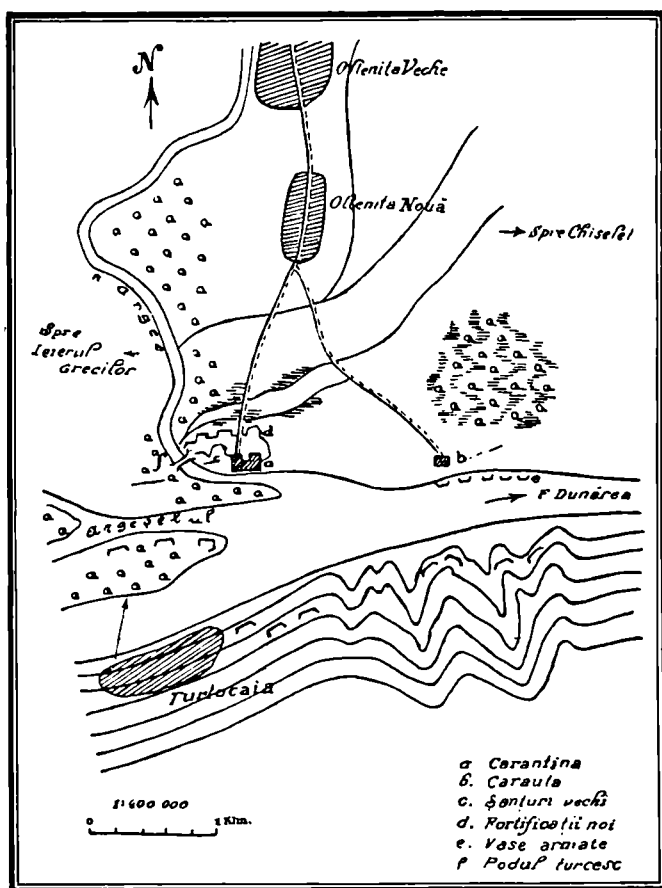 N
Oltenita Veche
Oltenita Nouă
→ Spre Chiselet
Argeș
Spre
Ieierul
Grecilor
d
f
c
a
b
e
F. Dunărea
Argeșelul
Turtucaia
a Carantina
b. Caraula
c. Șanțuri vechi
d. Fortificații noi
e. Vase armate
f Podul turcesc
1:400 000
0 1 Klm.